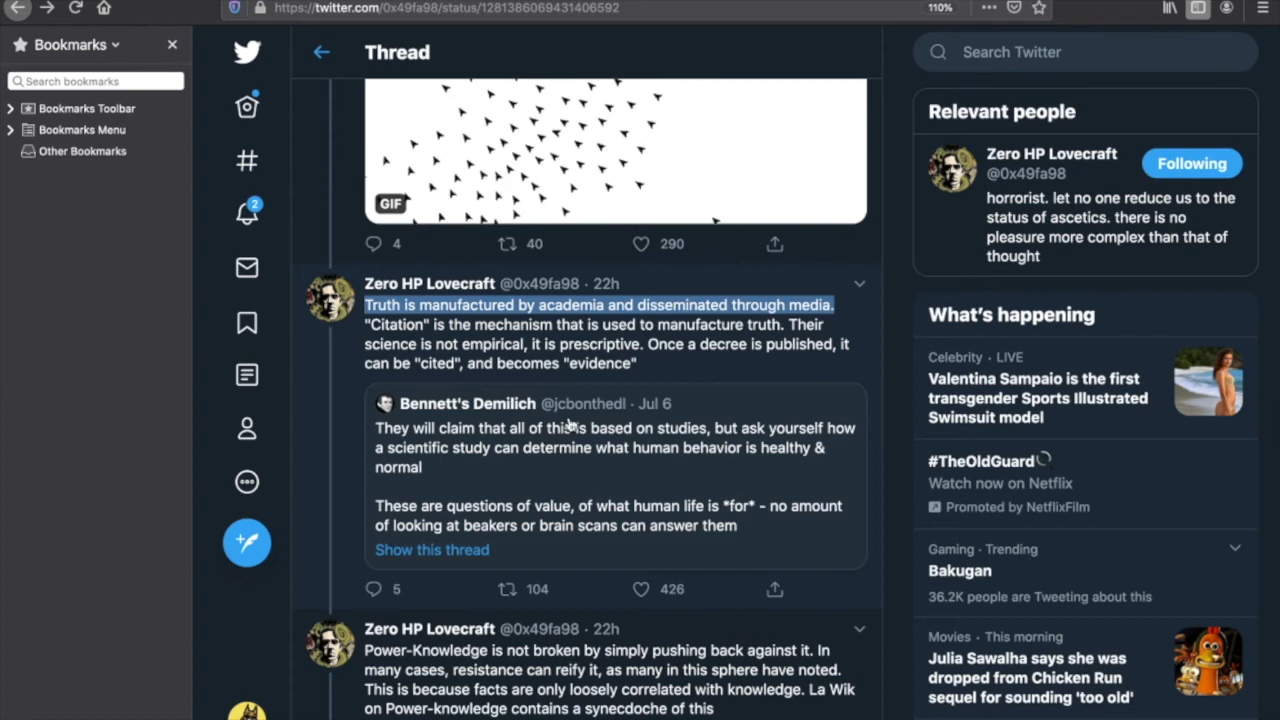 https://twitter.com/0x49fa98/status/1281386069431406592
110%
Bookmarks
Search bookmarks
Bookmarks Toolbar
Bookmarks Menu
Other Bookmarks
2
Thread
GIF
4
40
290
Zero HP Lovecraft @0x49fa98 · 22h
Truth is manufactured by academia and disseminated through media.
"Citation" is the mechanism that is used to manufacture truth. Their
science is not empirical, it is prescriptive. Once a decree is published, it
can be "cited", and becomes "evidence"
Bennett's Demilich @jcbonthedl · Jul 6
They will claim that all of this is based on studies, but ask yourself how
a scientific study can determine what human behavior is healthy &
normal
These are questions of value, of what human life is *for* - no amount
of looking at beakers or brain scans can answer them
Show this thread
5
104
426
Zero HP Lovecraft @0x49fa98 · 22h
Power-Knowledge is not broken by simply pushing back against it. In
many cases, resistance can reify it, as many in this sphere have noted.
This is because facts are only loosely correlated with knowledge. La Wik
on Power-knowledge contains a synecdoche of this
Search Twitter
Relevant people
Zero HP Lovecraft
@0x49fa98
Following
horrorist. let no one reduce us to the
status of ascetics. there is no
pleasure more complex than that of
thought
What's happening
Celebrity · LIVE
Valentina Sampaio is the first
transgender Sports Illustrated
Swimsuit model
#TheOldGuard
Watch now on Netflix
Promoted by NetflixFilm
Gaming · Trending
Bakugan
36.2K people are Tweeting about this
Movies · This morning
Julia Sawalha says she was
dropped from Chicken Run
sequel for sounding 'too old'